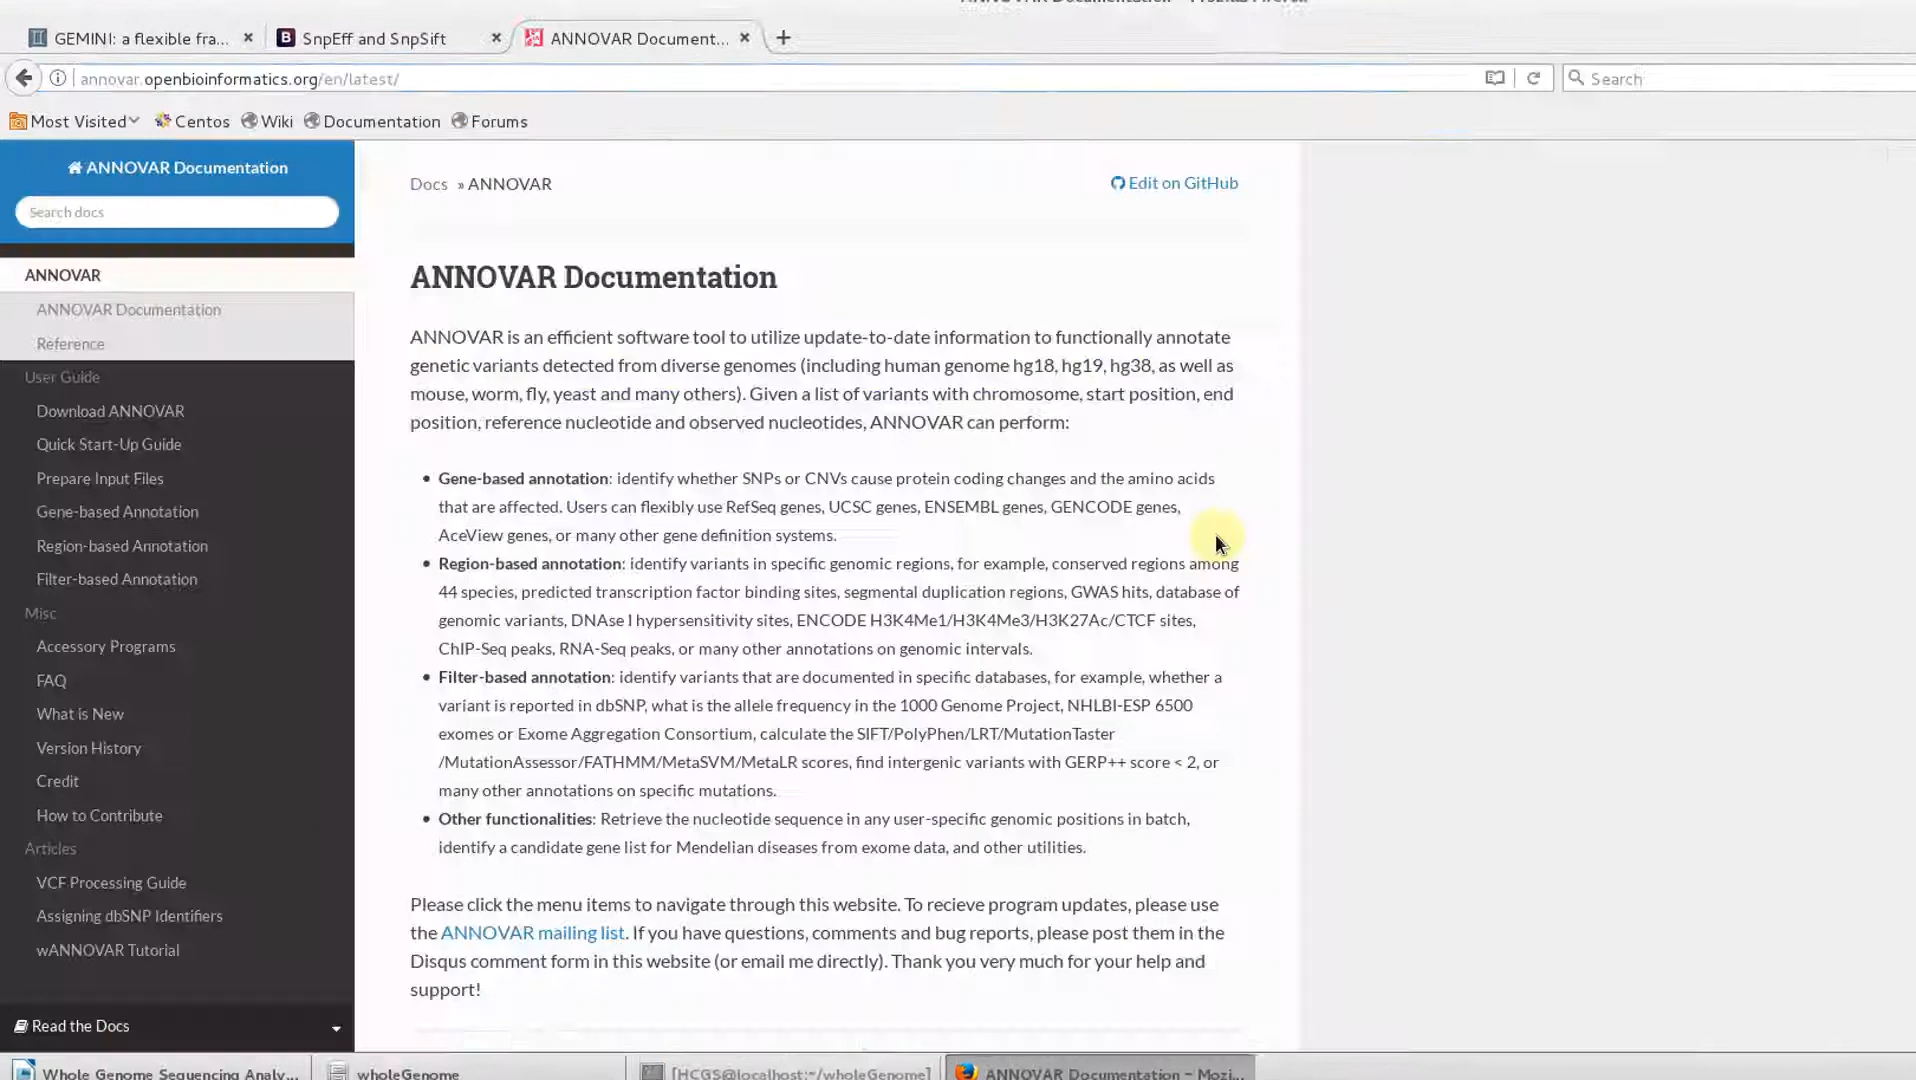 GEMINI: a flexible fra...
SnpEff and SnpSift
ANNOVAR Document...
annovar.openbioinformatics.org/en/latest/
Search
Most Visited
Centos
Wiki
Documentation
Forums
ANNOVAR Documentation
Search docs
ANNOVAR
ANNOVAR Documentation
Reference
User Guide
Download ANNOVAR
Quick Start-Up Guide
Prepare Input Files
Gene-based Annotation
Region-based Annotation
Filter-based Annotation
Misc
Accessory Programs
FAQ
What is New
Version History
Credit
How to Contribute
Articles
VCF Processing Guide
Assigning dbSNP Identifiers
wANNOVAR Tutorial
Read the Docs
Docs » ANNOVAR
Edit on GitHub
ANNOVAR Documentation
ANNOVAR is an efficient software tool to utilize update-to-date information to functionally annotate
genetic variants detected from diverse genomes (including human genome hg18, hg19, hg38, as well as
mouse, worm, fly, yeast and many others). Given a list of variants with chromosome, start position, end
position, reference nucleotide and observed nucleotides, ANNOVAR can perform:
• Gene-based annotation: identify whether SNPs or CNVs cause protein coding changes and the amino acids
that are affected. Users can flexibly use RefSeq genes, UCSC genes, ENSEMBL genes, GENCODE genes,
AceView genes, or many other gene definition systems.
• Region-based annotation: identify variants in specific genomic regions, for example, conserved regions among
44 species, predicted transcription factor binding sites, segmental duplication regions, GWAS hits, database of
genomic variants, DNAse I hypersensitivity sites, ENCODE H3K4Me1/H3K4Me3/H3K27Ac/CTCF sites,
ChIP-Seq peaks, RNA-Seq peaks, or many other annotations on genomic intervals.
• Filter-based annotation: identify variants that are documented in specific databases, for example, whether a
variant is reported in dbSNP, what is the allele frequency in the 1000 Genome Project, NHLBI-ESP 6500
exomes or Exome Aggregation Consortium, calculate the SIFT/PolyPhen/LRT/MutationTaster
/MutationAssessor/FATHMM/MetaSVM/MetaLR scores, find intergenic variants with GERP++ score < 2, or
many other annotations on specific mutations.
• Other functionalities: Retrieve the nucleotide sequence in any user-specific genomic positions in batch,
identify a candidate gene list for Mendelian diseases from exome data, and other utilities.
Please click the menu items to navigate through this website. To recieve program updates, please use
the ANNOVAR mailing list. If you have questions, comments and bug reports, please post them in the
Disqus comment form in this website (or email me directly). Thank you very much for your help and
support!
Whole Genome Sequencing Analy...
wholeGenome
[HCGS@localhost:~/wholeGenome]
ANNOVAR Documentation - Mozi...